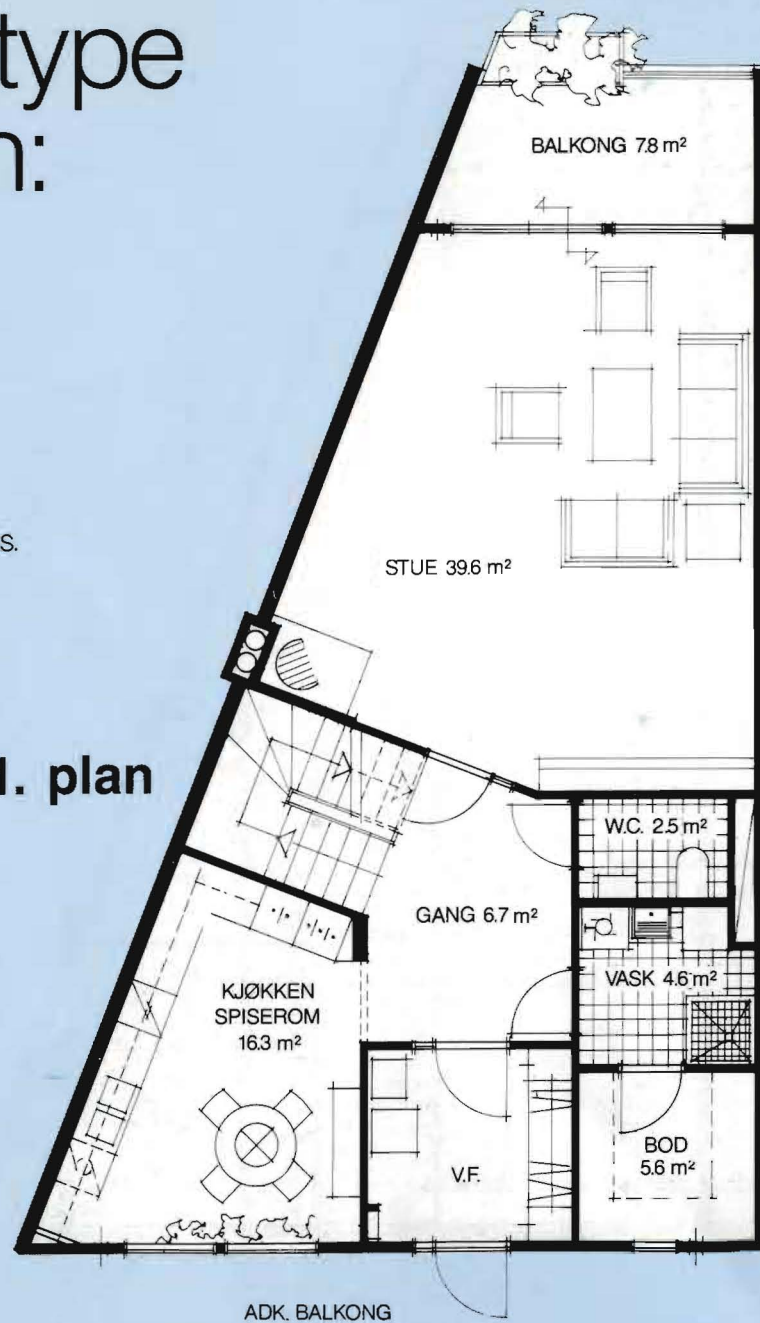 type
n:
BALKONG 7.8 m²
STUE 39.6 m²
S.
1. plan
W.C. 2.5 m²
GANG 6.7 m²
VASK 4.6 m²
KJØKKEN
SPISEROM
16.3 m²
V.F.
BOD
5.6 m²
ADK. BALKONG